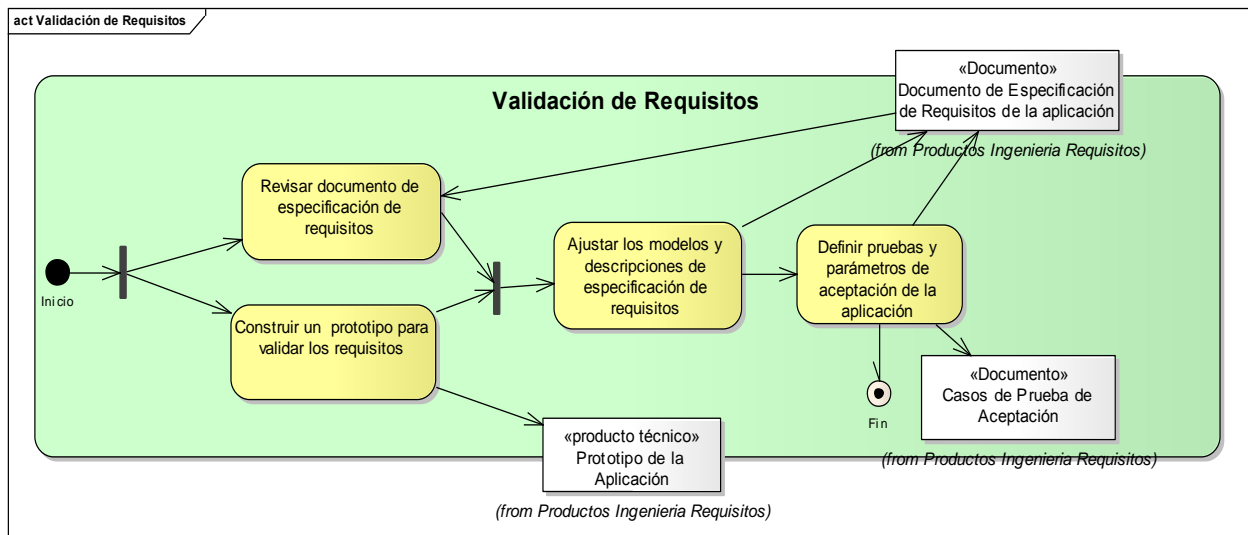 act Validación de Requisitos
«Documento»
Documento de Especificación
de Requisitos de la aplicación
(from Productos Ingenieria Requisitos)
Validación de Requisitos
Revisar documento de
especificación de
requisitos
Inicio
Construir un prototipo para
validar los requisitos
Ajustar los modelos y
descripciones de
especificación de
requisitos
Definir pruebas y
parámetros de
aceptación de la
aplicación
Fin
«Documento»
Casos de Prueba de
Aceptación
(from Productos Ingenieria Requisitos)
«producto técnico»
Prototipo de la
Aplicación
(from Productos Ingenieria Requisitos)